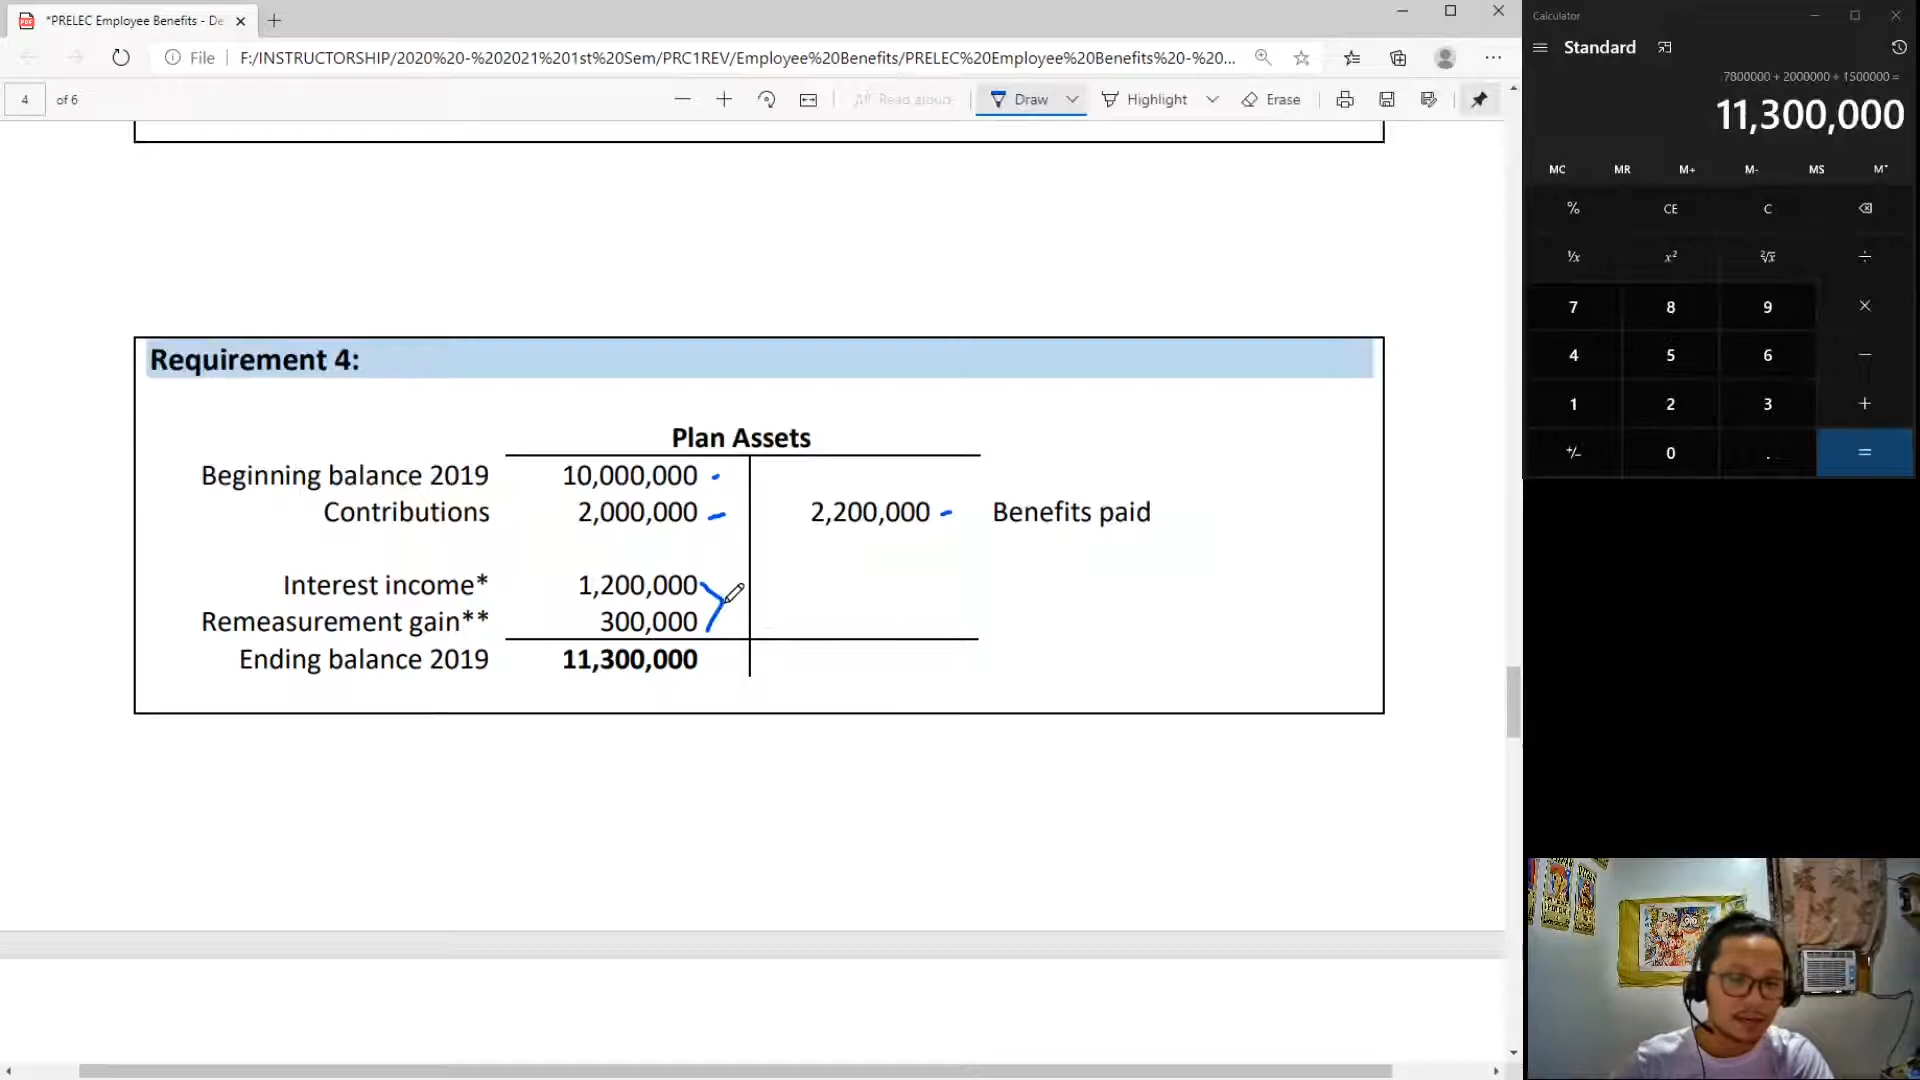 *PRELEC Employee Benefits - De
File
F:/INSTRUCTORSHIP/2020%20-%202021%201st%20Sem/PRC1REV/Employee%20Benefits/PRELEC%20Employee%20Benefits%20-%20...
4 of 6
Read aloud
Draw
Highlight
Erase
Requirement 4:
Plan Assets
Beginning balance 2019 10,000,000
Contributions 2,000,000 2,200,000 Benefits paid
Interest income* 1,200,000
Remeasurement gain** 300,000
Ending balance 2019 11,300,000
Calculator
Standard
7800000 + 2000000 + 1500000 =
11,300,000
MC MR M+ M- MS M˅
% CE C
¹/x x² ²√x ÷
7 8 9 ×
4 5 6 −
1 2 3 +
+/− 0 . =